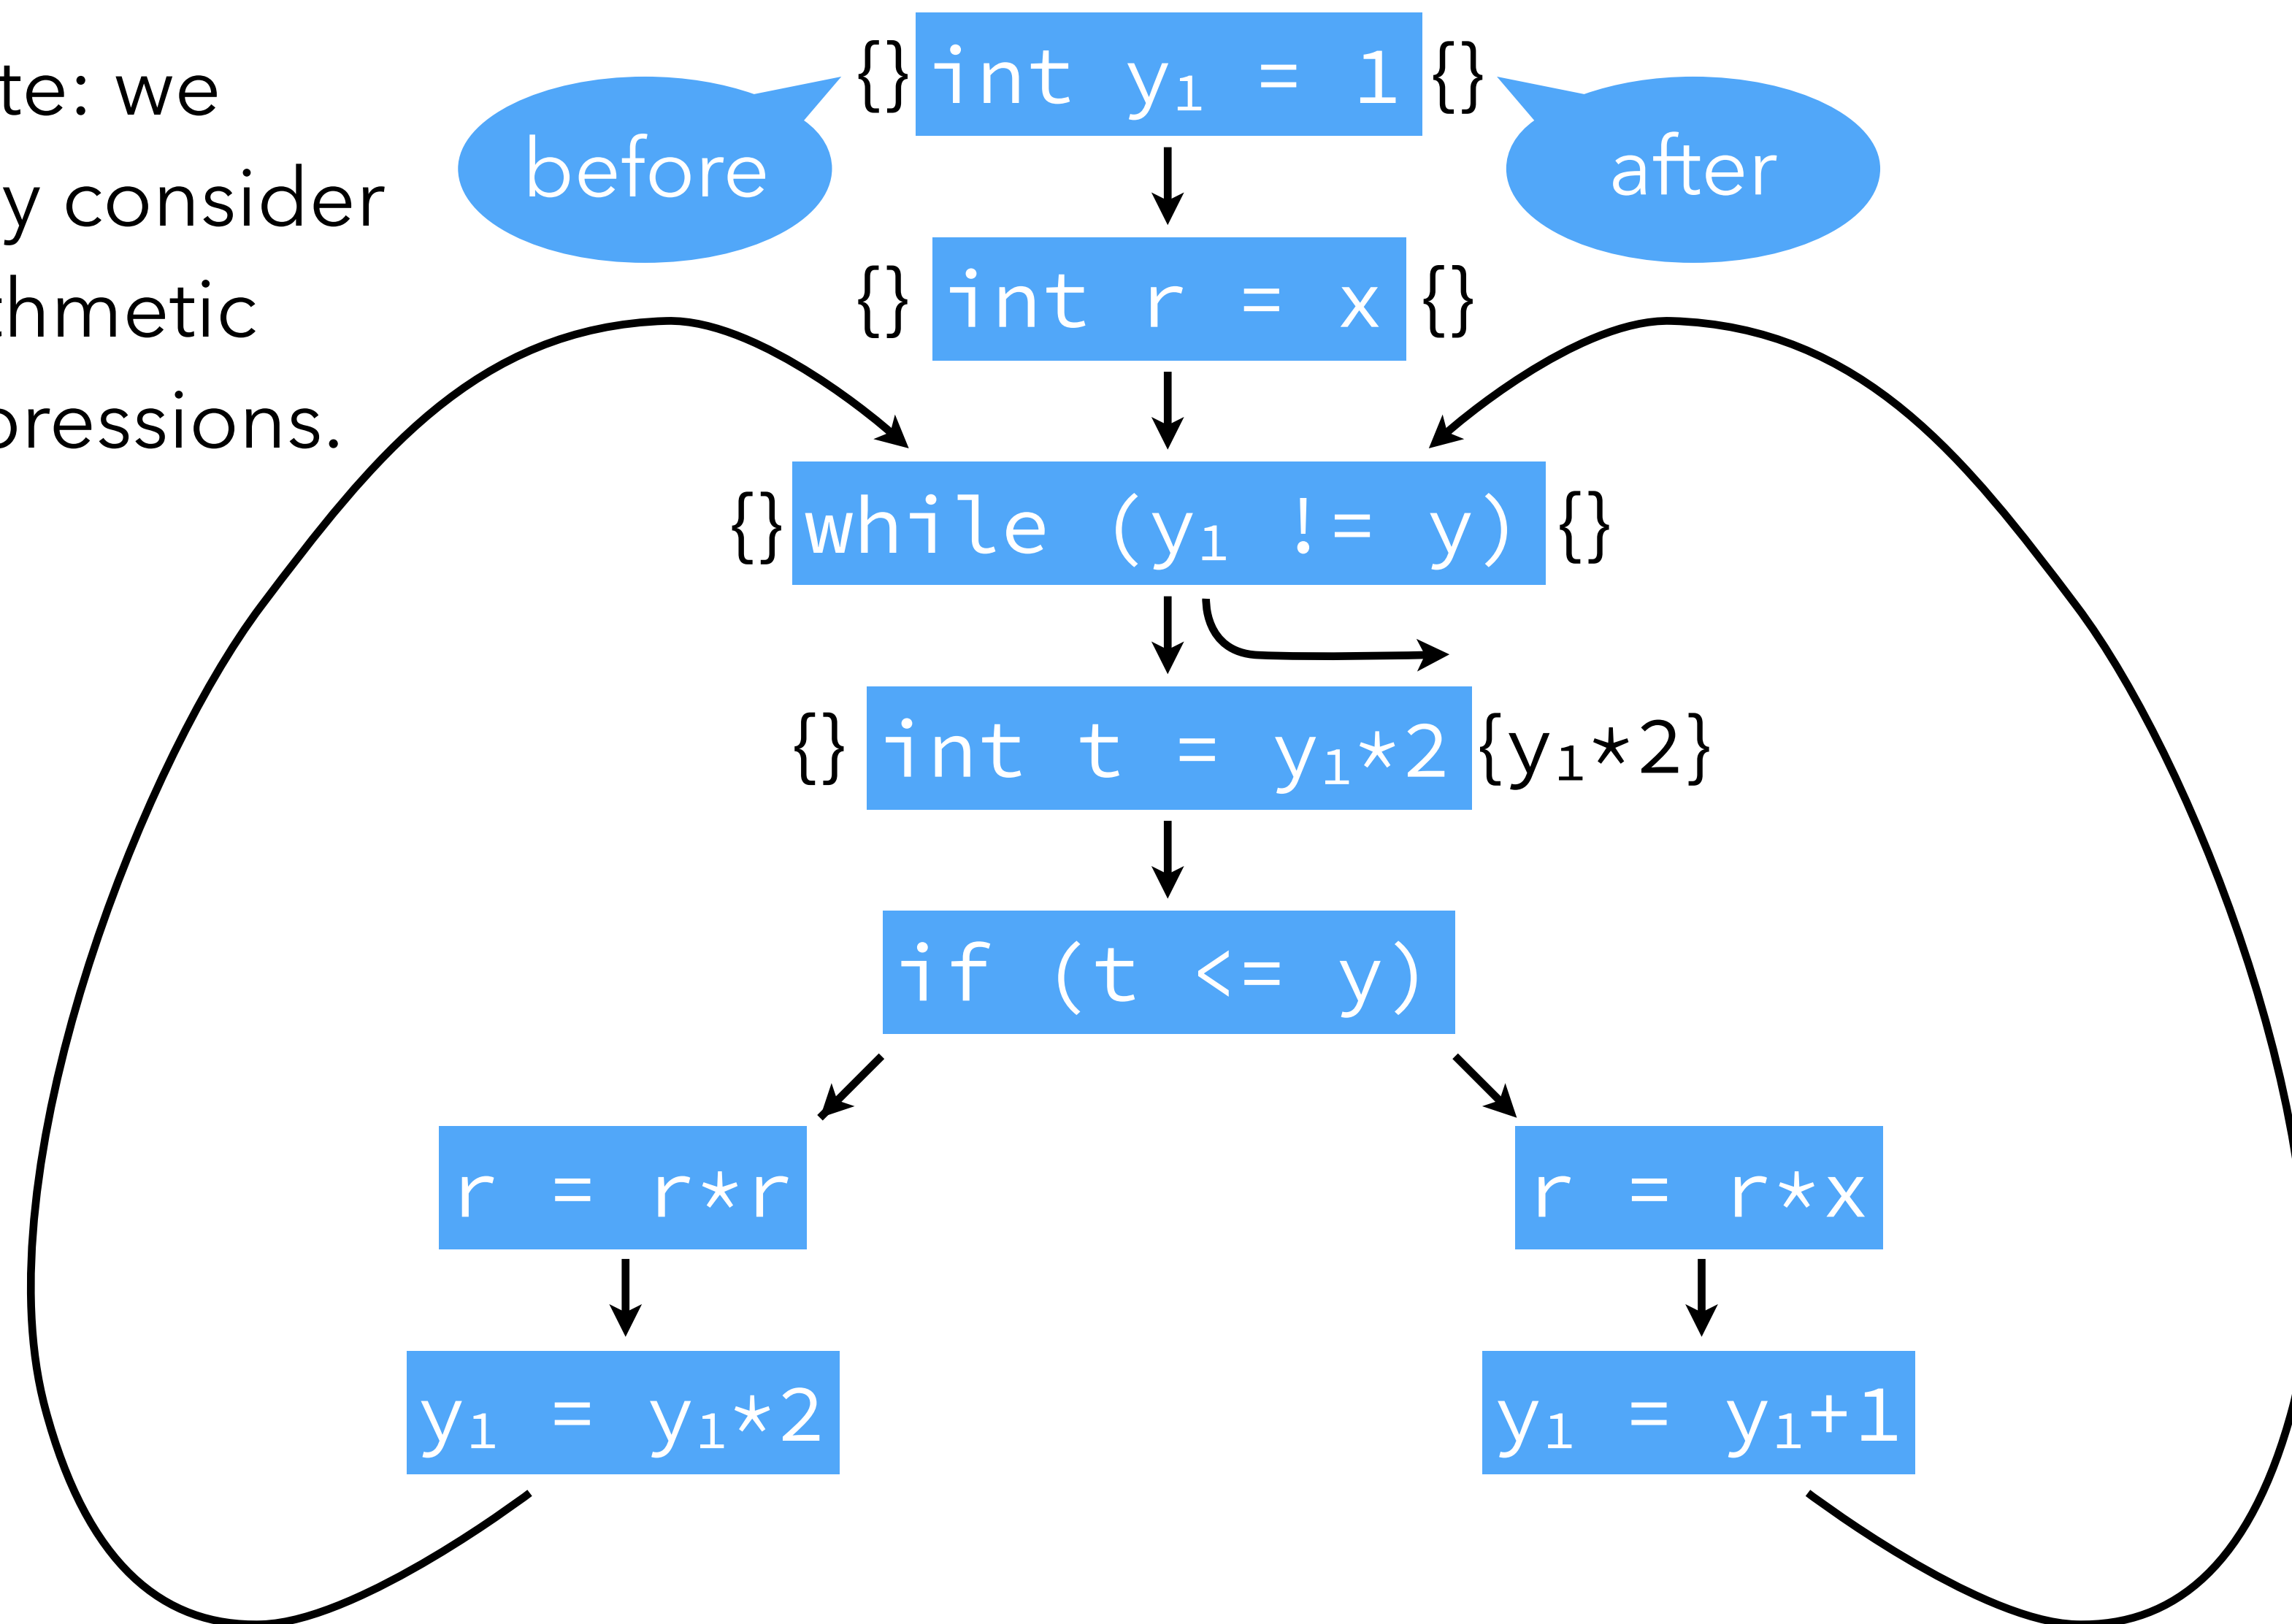 te: we
y consider
thmetic
pressions.
before
after
{} int y₁ = 1 {}
{} int r = x {}
{} while (y₁ != y) {}
{} int t = y₁*2 {y₁*2}
if (t <= y)
r = r*r
r = r*x
y₁ = y₁*2
y₁ = y₁+1